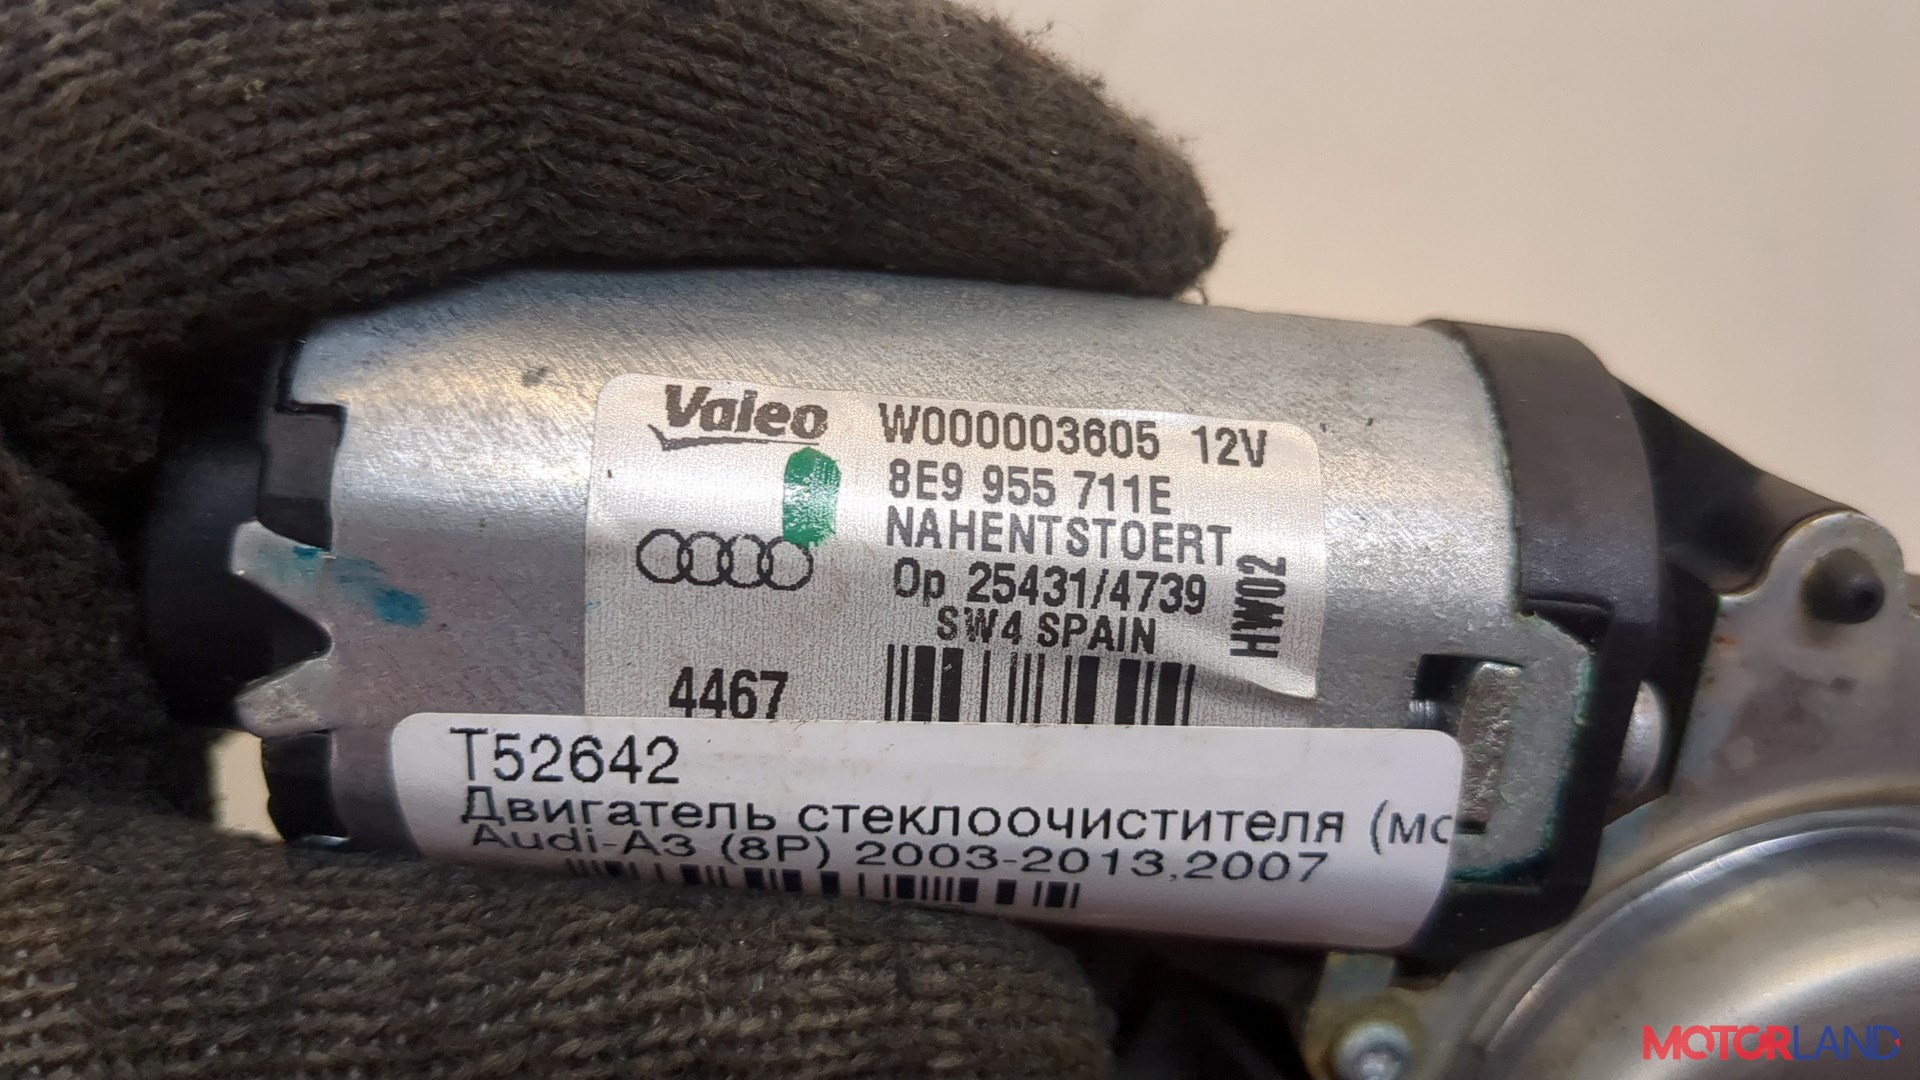 Valeo
W000003605 12V
8E9 955 711E
NAHENTSTOERT
Op 25431/4739
SW4 SPAIN
HW02
4467
T52642
Двигатель стеклоочистителя (мо
Audi-A3 (8P) 2003-2013,2007
MOTORLAND